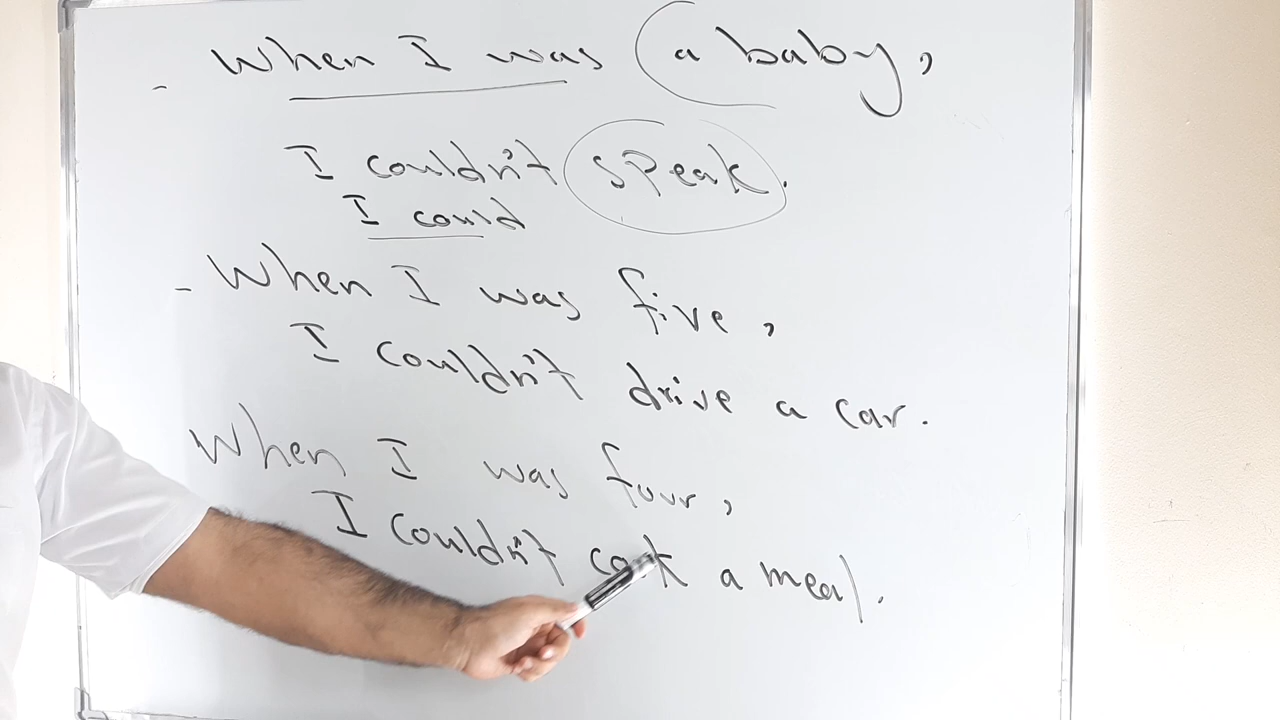 - When I was a baby,
I couldn't speak.
I could
- When I was five,
I couldn't drive a car.
When I was four,
I couldn't cook a meal.